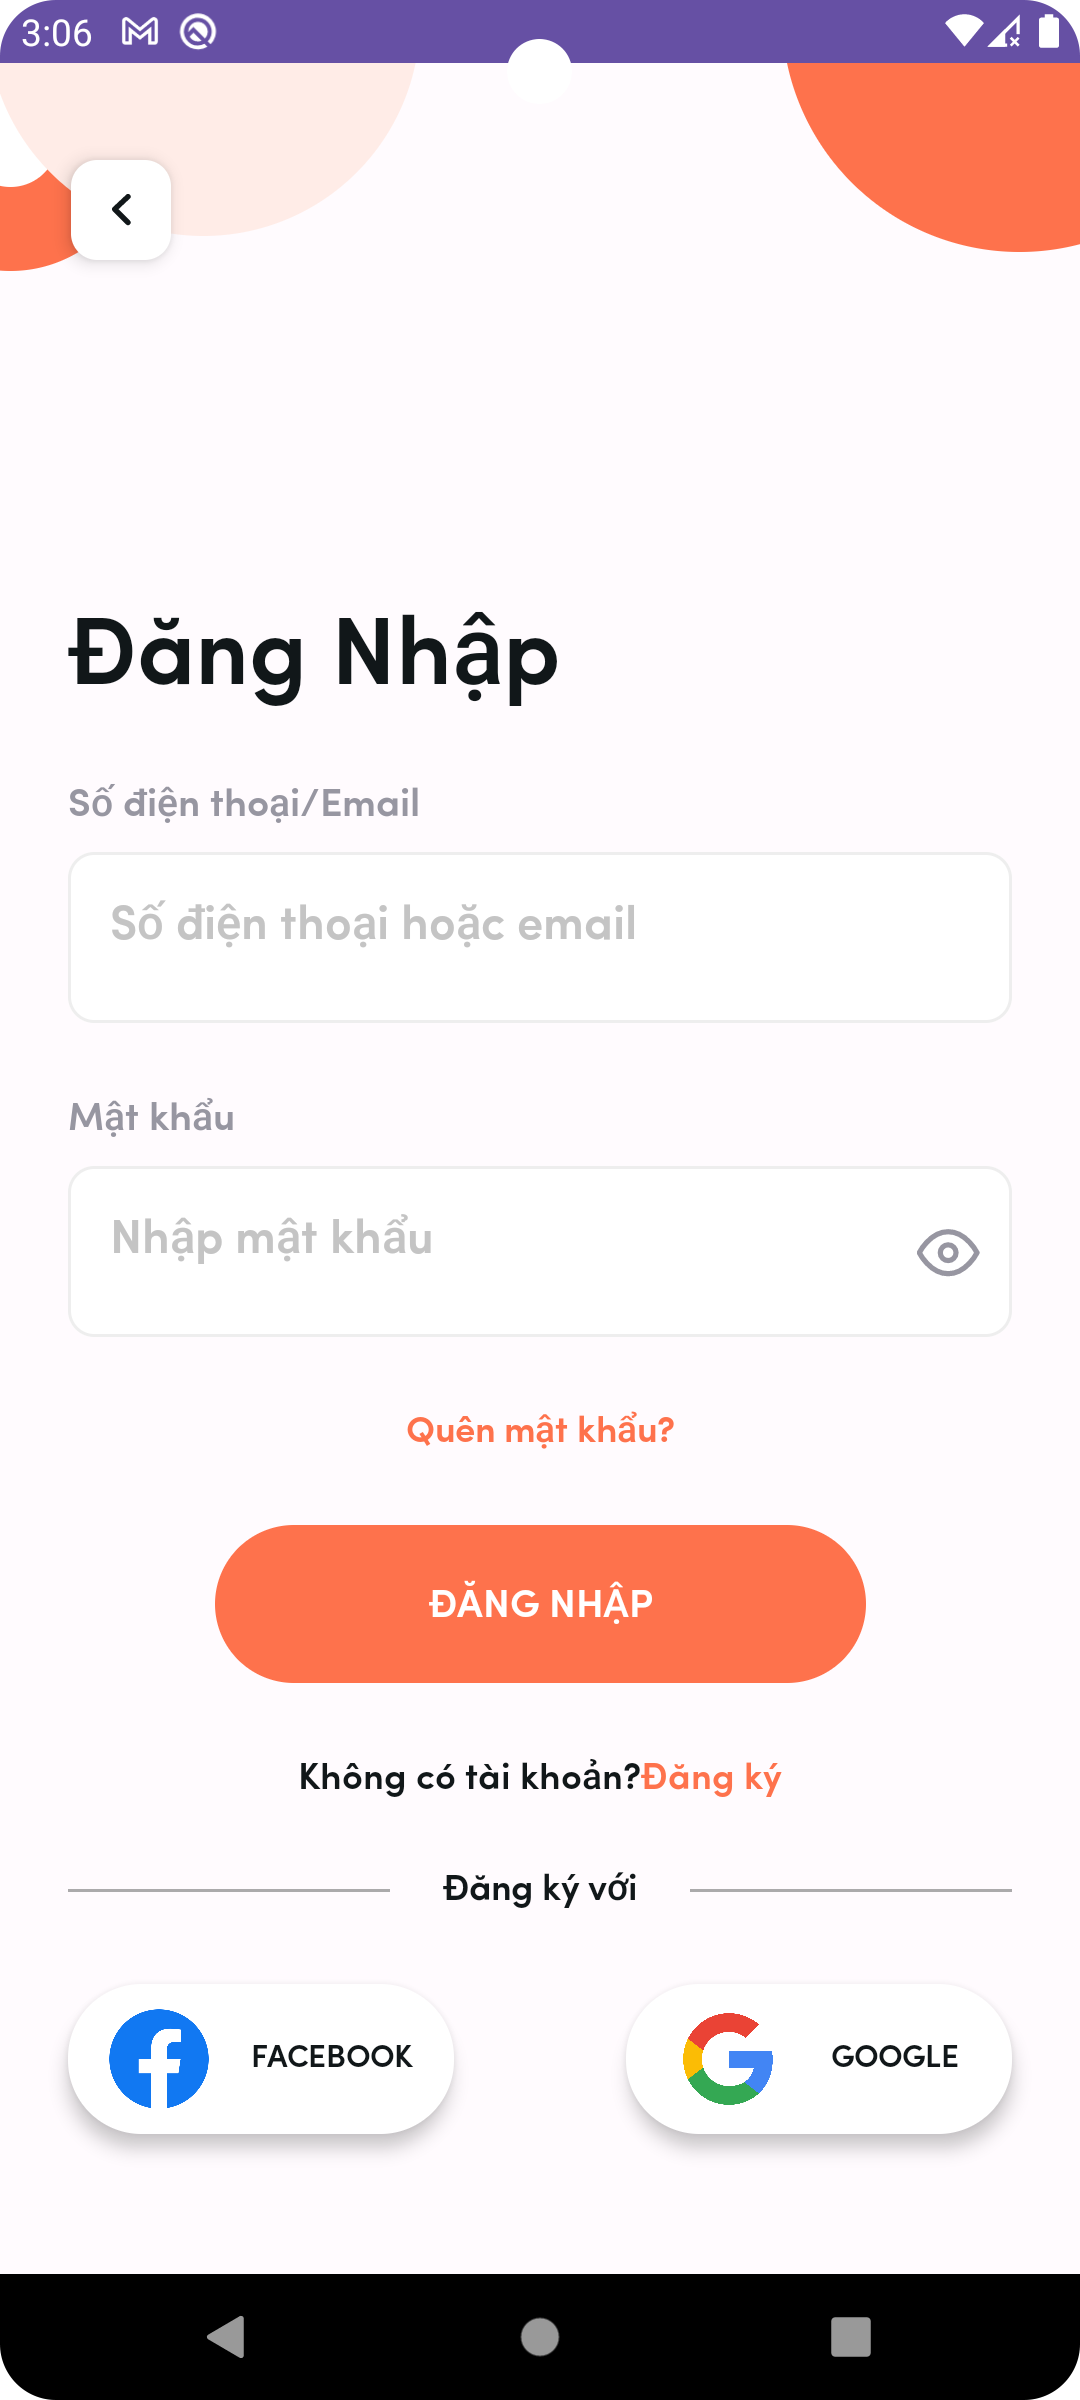 3:06
Đăng Nhập
Số điện thoại/Email
Số điện thoại hoặc email
Mật khẩu
Nhập mật khẩu
Quên mật khẩu?
ĐĂNG NHẬP
Không có tài khoản?Đăng ký
Đăng ký với
FACEBOOK
GOOGLE